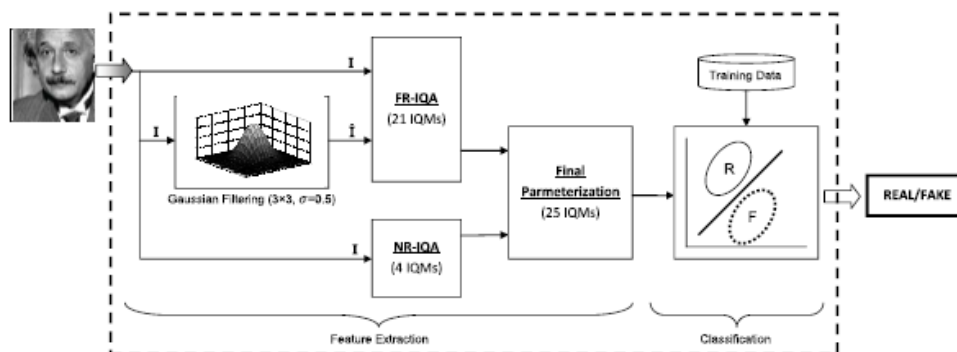 I
FR-IQA
(21 IQMs)
Training Data
I
Î
Gaussian Filtering (3×3, σ=0.5)
Final
Parmeterization
(25 IQMs)
R
F
REAL/FAKE
I
NR-IQA
(4 IQMs)
Feature Extraction
Classification